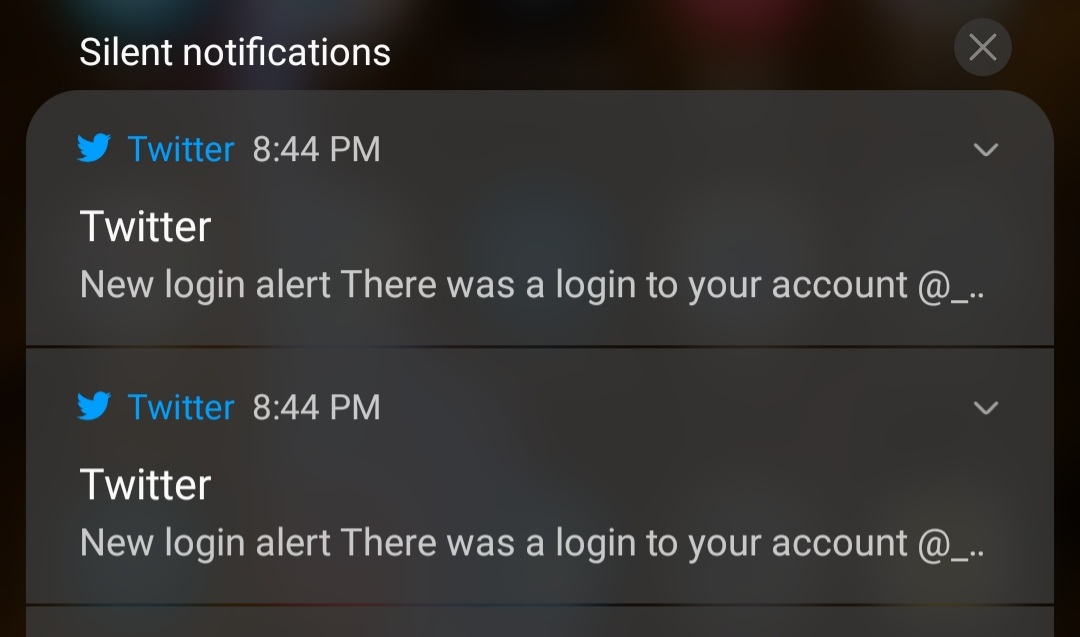 Silent notifications
Twitter 8:44 PM
Twitter
New login alert There was a login to your account @_..
Twitter 8:44 PM
Twitter
New login alert There was a login to your account @_..